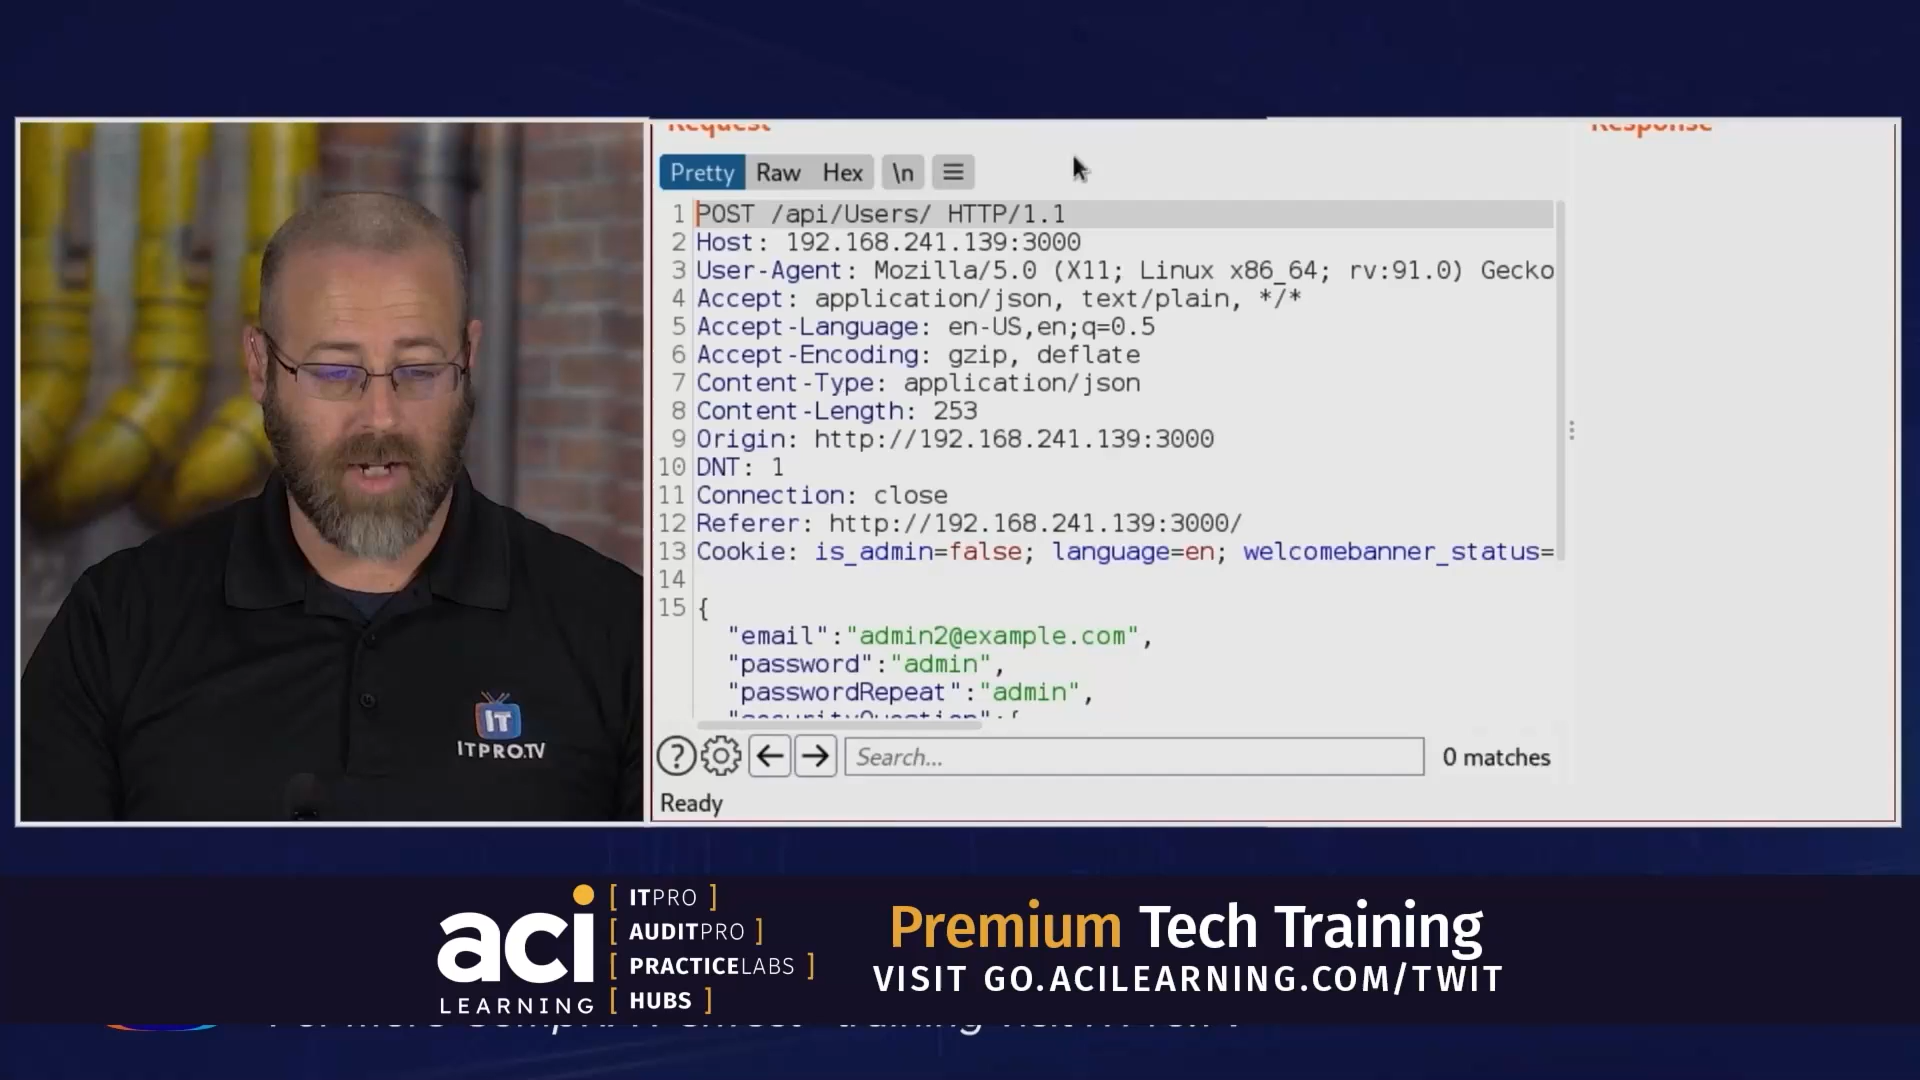 Request
Response
Pretty Raw Hex \n
1 POST /api/Users/ HTTP/1.1
2 Host: 192.168.241.139:3000
3 User-Agent: Mozilla/5.0 (X11; Linux x86_64; rv:91.0) Gecko
4 Accept: application/json, text/plain, */*
5 Accept-Language: en-US,en;q=0.5
6 Accept-Encoding: gzip, deflate
7 Content-Type: application/json
8 Content-Length: 253
9 Origin: http://192.168.241.139:3000
10 DNT: 1
11 Connection: close
12 Referer: http://192.168.241.139:3000/
13 Cookie: is_admin=false; language=en; welcomebanner_status=
14
15 {
"email":"admin2@example.com",
"password":"admin",
"passwordRepeat":"admin",
"securityQuestion":{
? Search... 0 matches
Ready
IT
ITPRO.TV
aci
LEARNING
[ ITPRO ]
[ AUDITPRO ]
[ PRACTICELABS ]
[ HUBS ]
Premium Tech Training
VISIT GO.ACILEARNING.COM/TWIT